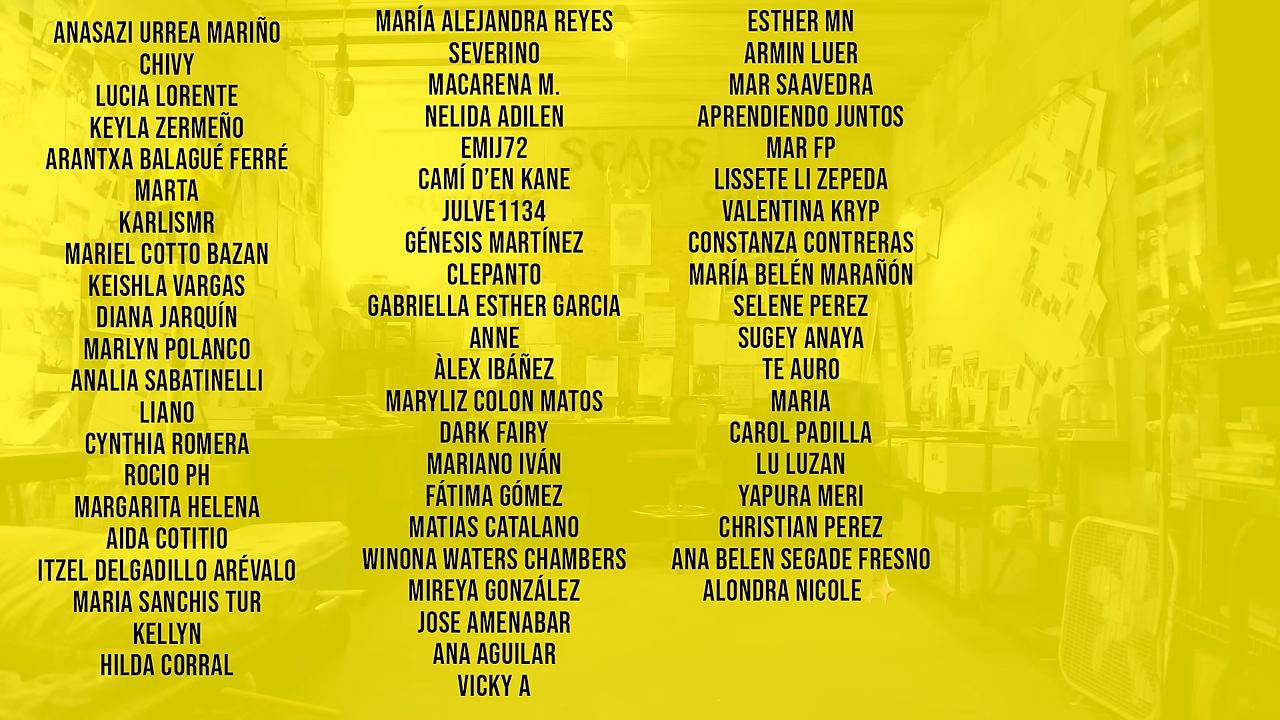 ANASAZI URREA MARIÑO
CHIVY
LUCIA LORENTE
KEYLA ZERMEÑO
ARANTXA BALAGUÉ FERRÉ
MARTA
KARLISMR
MARIEL COTTO BAZAN
KEISHLA VARGAS
DIANA JARQUÍN
MARLYN POLANCO
ANALIA SABATINELLI
LIANO
CYNTHIA ROMERA
ROCIO PH
MARGARITA HELENA
AIDA COTITIO
ITZEL DELGADILLO ARÉVALO
MARIA SANCHIS TUR
KELLYN
HILDA CORRAL
MARÍA ALEJANDRA REYES
SEVERINO
MACARENA M.
NELIDA ADILEN
EMIJ72
CAMÍ D'EN KANE
JULVE1134
GÉNESIS MARTÍNEZ
CLEPANTO
GABRIELLA ESTHER GARCIA
ANNE
ÀLEX IBÁÑEZ
MARYLIZ COLON MATOS
DARK FAIRY
MARIANO IVÁN
FÁTIMA GÓMEZ
MATIAS CATALANO
WINONA WATERS CHAMBERS
MIREYA GONZÁLEZ
JOSE AMENABAR
ANA AGUILAR
VICKY A
ESTHER MN
ARMIN LUER
MAR SAAVEDRA
APRENDIENDO JUNTOS
MAR FP
LISSETE LI ZEPEDA
VALENTINA KRYP
CONSTANZA CONTRERAS
MARÍA BELÉN MARAÑÓN
SELENE PEREZ
SUGEY ANAYA
TE AURO
MARIA
CAROL PADILLA
LU LUZAN
YAPURA MERI
CHRISTIAN PEREZ
ANA BELEN SEGADE FRESNO
ALONDRA NICOLE✨
SCARS